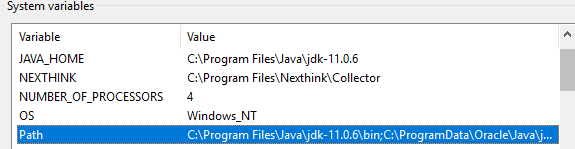 System variables
Variable Value
JAVA_HOME C:\Program Files\Java\jdk-11.0.6
NEXTHINK C:\Program Files\Nexthink\Collector
NUMBER_OF_PROCESSORS 4
OS Windows_NT
Path C:\Program Files\Java\jdk-11.0.6\bin;C:\ProgramData\Oracle\Java\j...